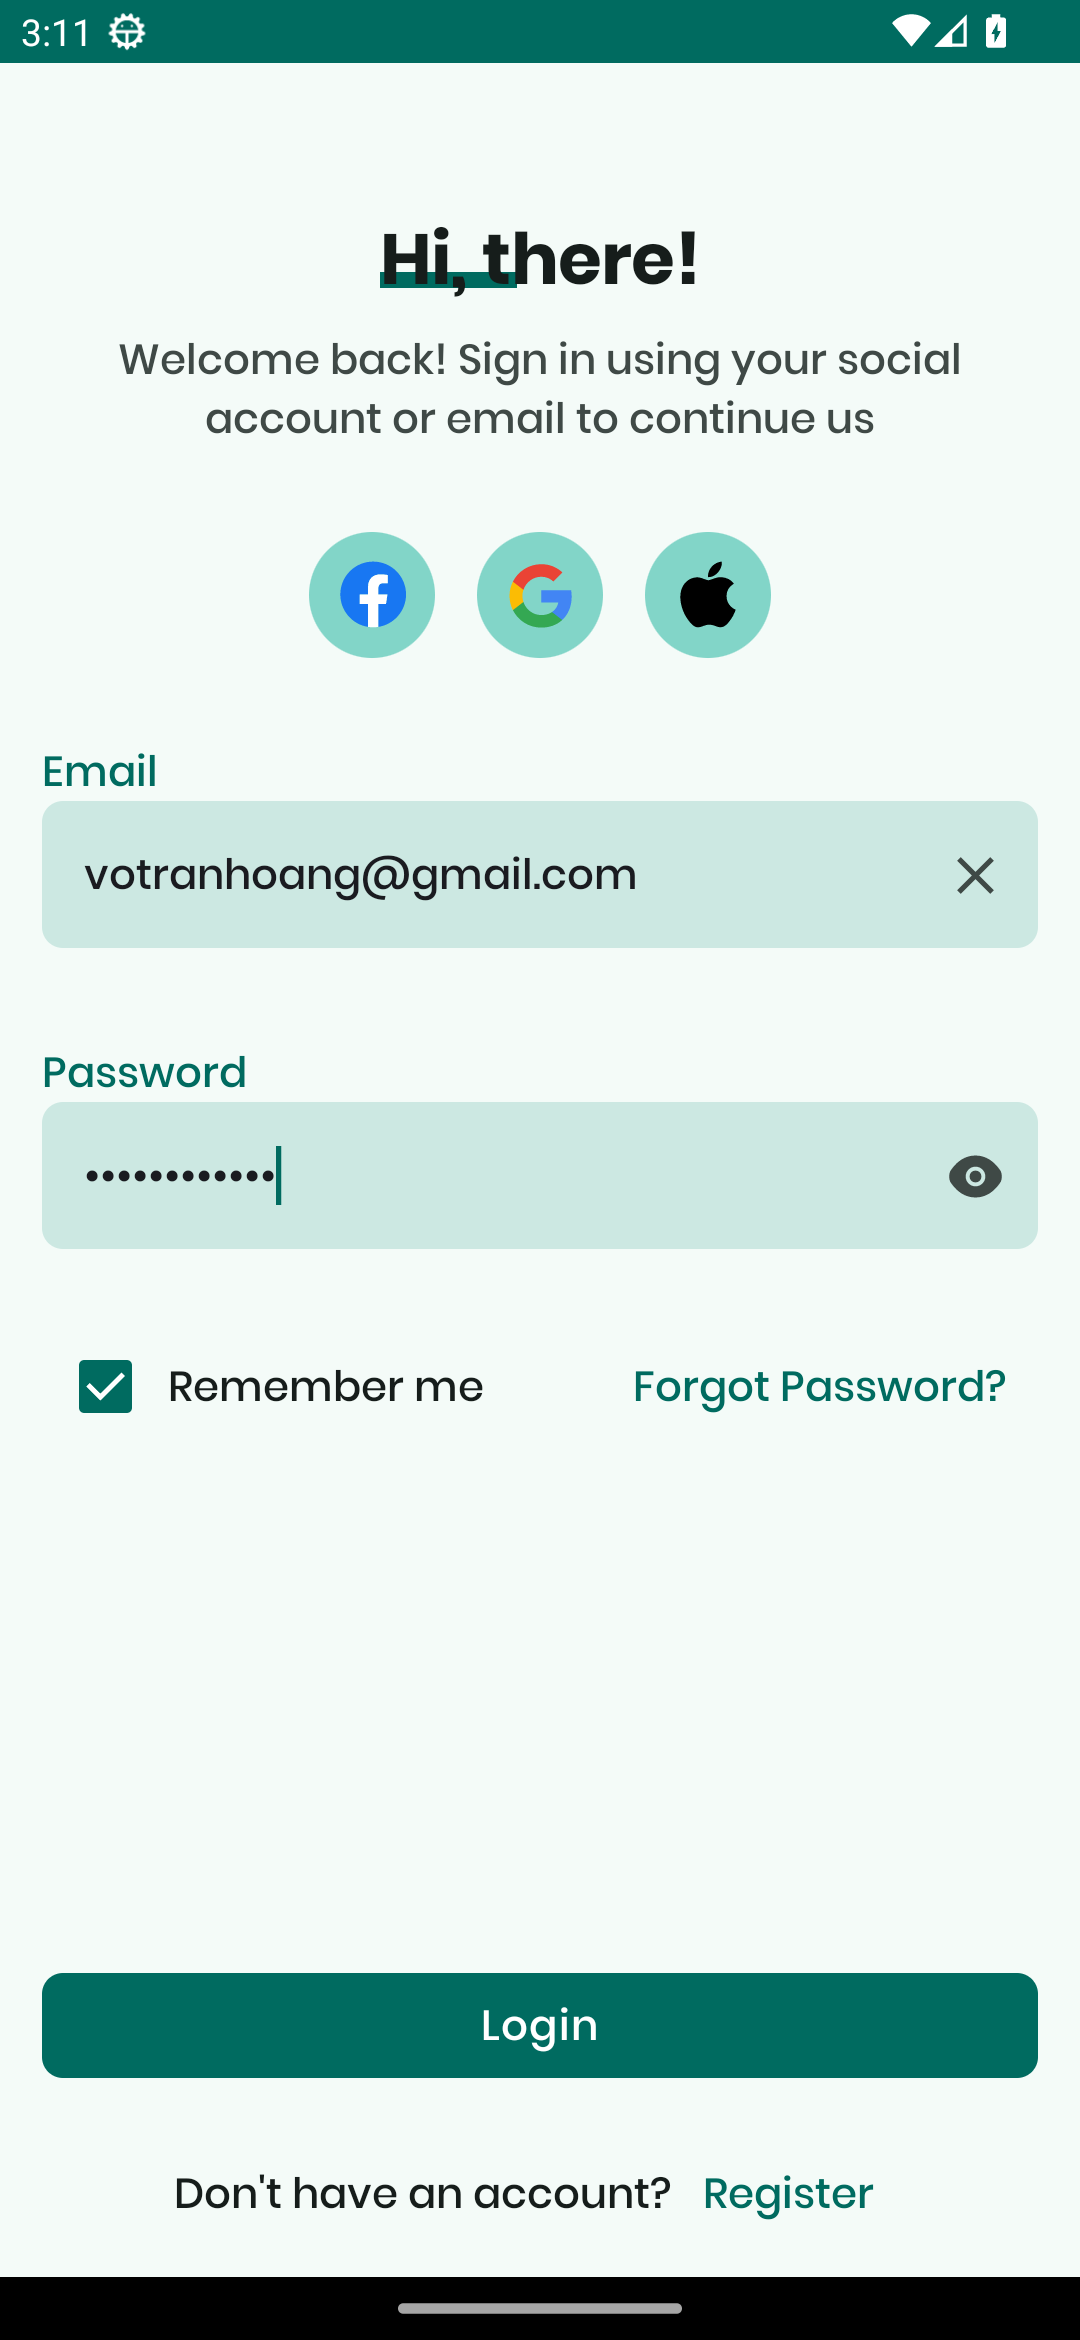 3:11
Hi, there!
Welcome back! Sign in using your social
account or email to continue us
Email
votranhoang@gmail.com
Password
••••••••••••
Remember me
Forgot Password?
Login
Don't have an account? Register